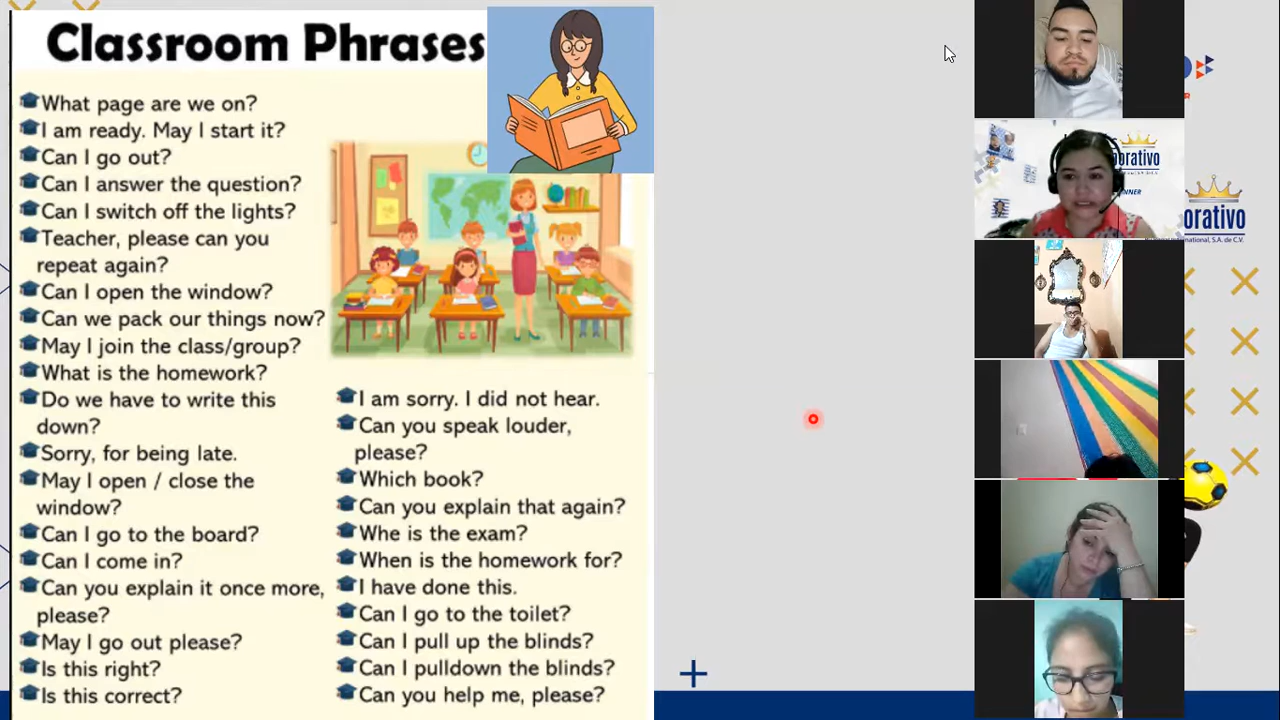 Classroom Phrases
What page are we on?
I am ready. May I start it?
Can I go out?
Can I answer the question?
Can I switch off the lights?
Teacher, please can you
repeat again?
Can I open the window?
Can we pack our things now?
May I join the class/group?
What is the homework?
Do we have to write this
down?
Sorry, for being late.
May I open / close the
window?
Can I go to the board?
Can I come in?
Can you explain it once more,
please?
May I go out please?
Is this right?
Is this correct?
I am sorry. I did not hear.
Can you speak louder,
please?
Which book?
Can you explain that again?
Whe is the exam?
When is the homework for?
I have done this.
Can I go to the toilet?
Can I pull up the blinds?
Can I pulldown the blinds?
Can you help me, please?
orativo
S.A. de C.V.